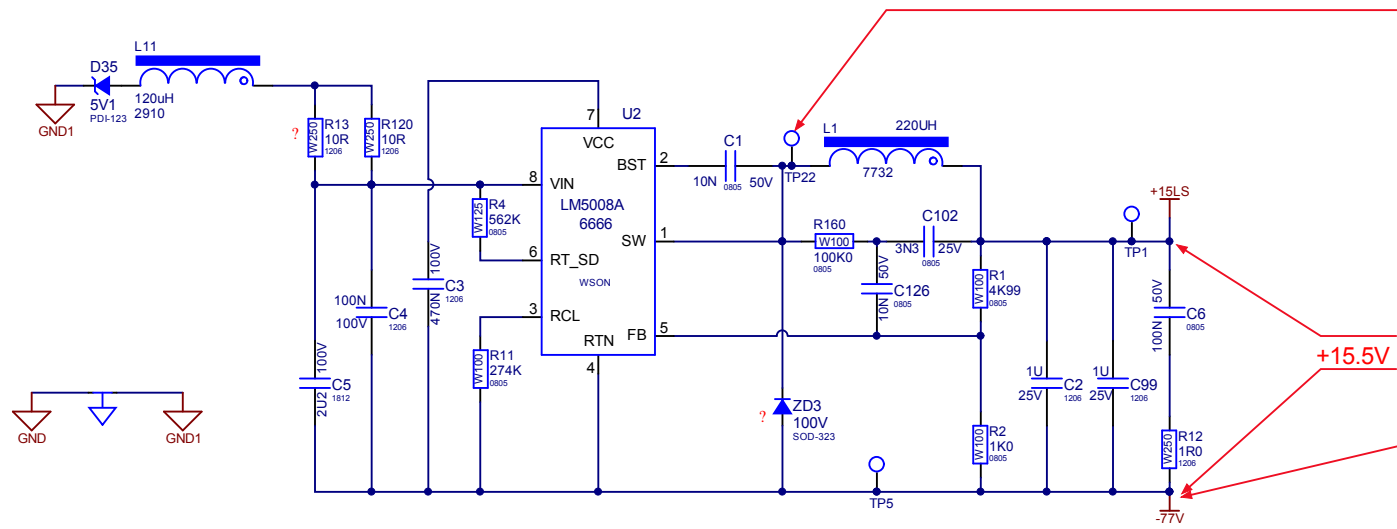 L11
D35
5V1
PDI-123
120uH
2910
GND1
?
W250
R13
10R
1206
W250
R120
10R
1206
7
U2
VCC
BST
2
8
VIN
LM5008A
6666
SW
1
6
RT_SD
WSON
3
RCL
FB
5
RTN
4
W125
R4
562K
0805
100V
C3
1206
470N
100N
C4
100V
1206
W100
R11
274K
0805
100V
C5
1812
2U2
GND
GND1
C1
10N
0805
50V
TP22
L1
220UH
7732
R160
W100
100K0
0805
C102
3N3
25V
0805
50V
C126
0805
10N
W100
R1
4K99
0805
?
ZD3
100V
SOD-323
W100
R2
1K0
0805
TP5
1U
C2
25V
1206
1U
C99
25V
1206
TP1
+15LS
50V
C6
0805
100N
W250
R12
1R0
1206
-77V
+15.5V